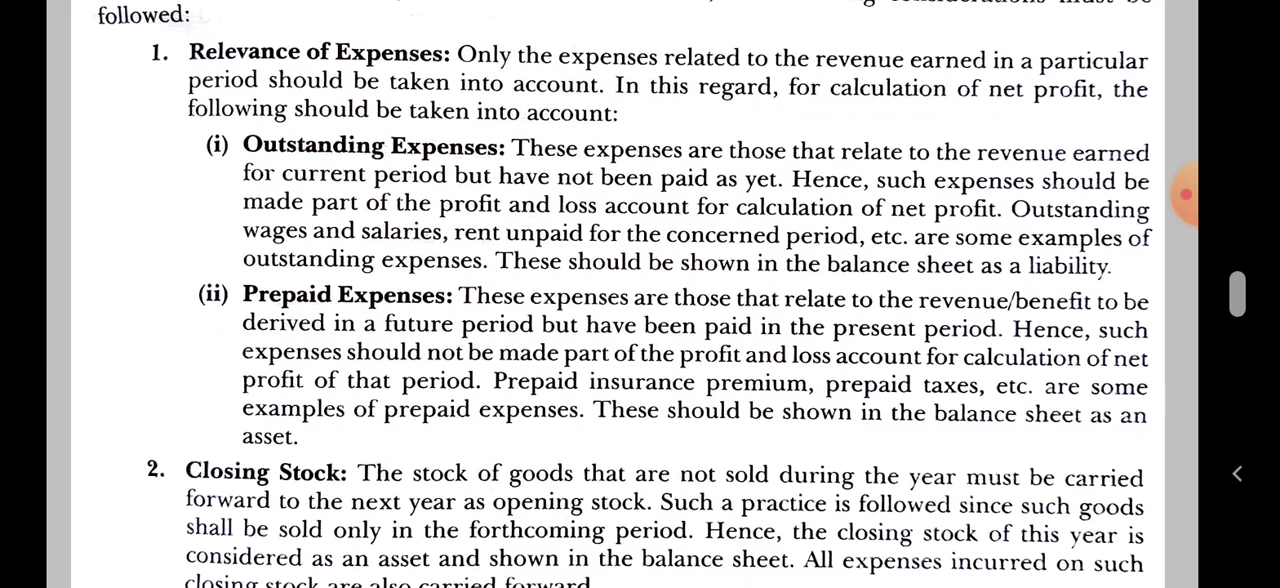 followed:
1. Relevance of Expenses: Only the expenses related to the revenue earned in a particular
period should be taken into account. In this regard, for calculation of net profit, the
following should be taken into account:
(i) Outstanding Expenses: These expenses are those that relate to the revenue earned
for current period but have not been paid as yet. Hence, such expenses should be
made part of the profit and loss account for calculation of net profit. Outstanding
wages and salaries, rent unpaid for the concerned period, etc. are some examples of
outstanding expenses. These should be shown in the balance sheet as a liability.
(ii) Prepaid Expenses: These expenses are those that relate to the revenue/benefit to be
derived in a future period but have been paid in the present period. Hence, such
expenses should not be made part of the profit and loss account for calculation of net
profit of that period. Prepaid insurance premium, prepaid taxes, etc. are some
examples of prepaid expenses. These should be shown in the balance sheet as an
asset.
2. Closing Stock: The stock of goods that are not sold during the year must be carried
forward to the next year as opening stock. Such a practice is followed since such goods
shall be sold only in the forthcoming period. Hence, the closing stock of this year is
considered as an asset and shown in the balance sheet. All expenses incurred on such
closing stock are also carried forward